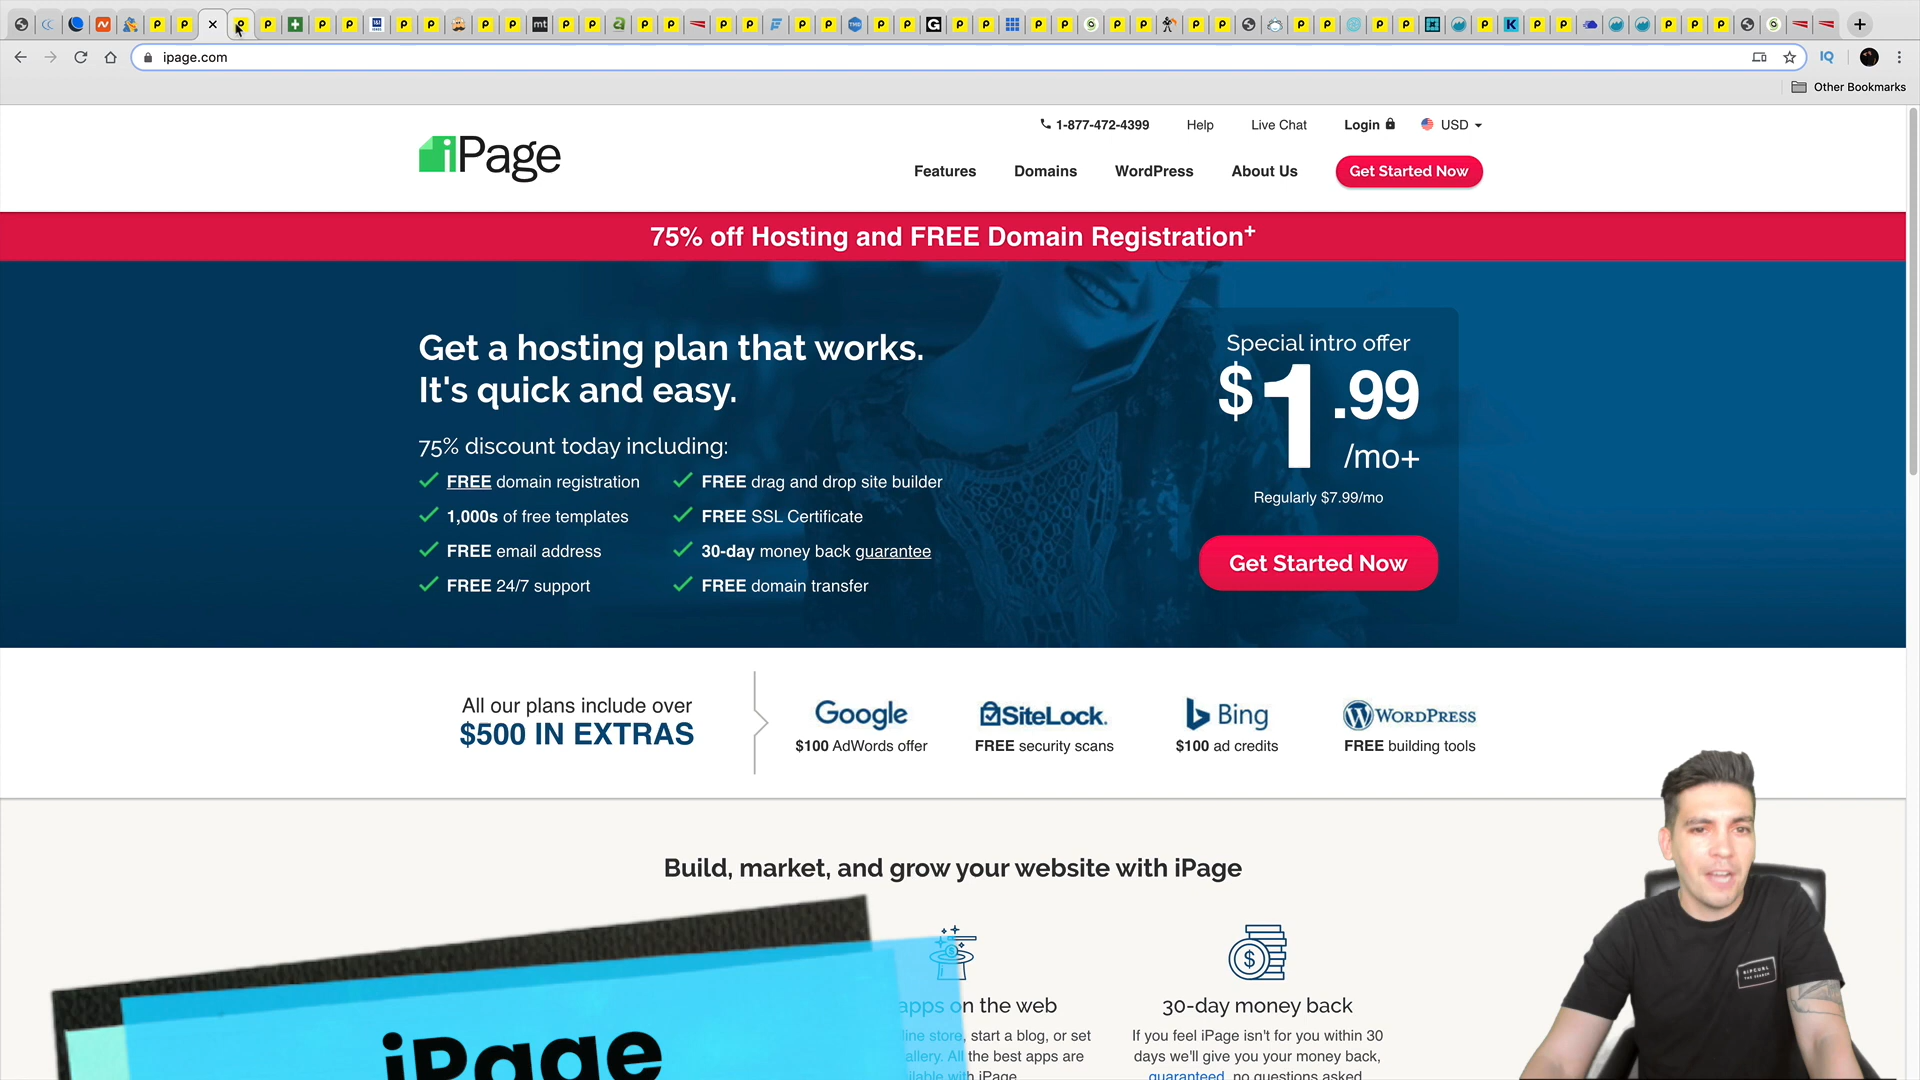 ipage.com
IQ
Other Bookmarks
1-877-472-4399
Help
Live Chat
Login
USD
iPage
Features
Domains
WordPress
About Us
Get Started Now
75% off Hosting and FREE Domain Registration+
Get a hosting plan that works.
It's quick and easy.
75% discount today including:
FREE domain registration
FREE drag and drop site builder
1,000s of free templates
FREE SSL Certificate
FREE email address
30-day money back guarantee
FREE 24/7 support
FREE domain transfer
Special intro offer
$1.99
/mo+
Regularly $7.99/mo
Get Started Now
All our plans include over
$500 IN EXTRAS
Google
$100 AdWords offer
SiteLock.
FREE security scans
Bing
$100 ad credits
WORDPRESS
FREE building tools
Build, market, and grow your website with iPage
apps on the web
line store, start a blog, or set
allery. All the best apps are
ilable with iPage
30-day money back
If you feel iPage isn't for you within 30
days we'll give you your money back,
guaranteed, no questions asked
iPage
RIPCURL
THE SEARCH